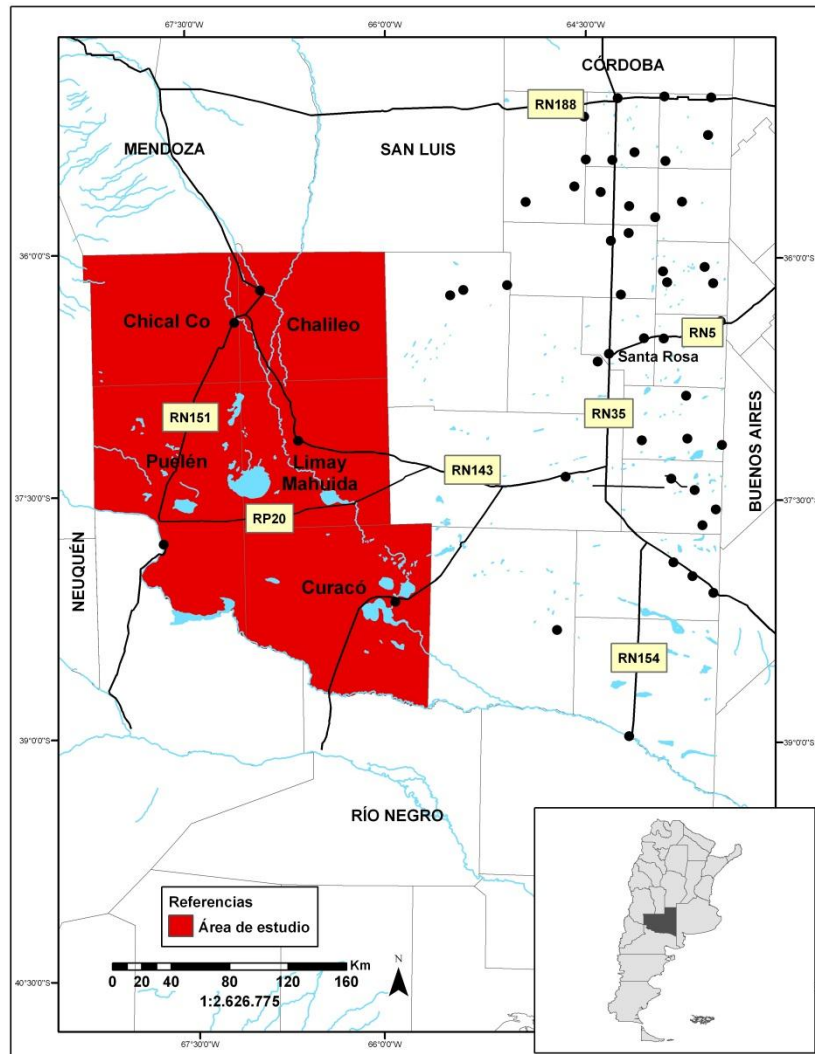 67°30'0"W
66°0'0"W
64°30'0"W
CÓRDOBA
RN188
MENDOZA
SAN LUIS
36°0'0"S
36°0'0"S
Chical Co
Chalileo
RN5
Santa Rosa
RN151
RN35
BUENOS AIRES
Puelén
Limay
Mahuida
RN143
37°30'0"S
37°30'0"S
RP20
NEUQUÉN
Curacó
RN154
39°0'0"S
39°0'0"S
RÍO NEGRO
Referencias
Área de estudio
Km
0 20 40 80 120 160
1:2.626.775
N
40°30'0"S
67°30'0"W
66°0'0"W